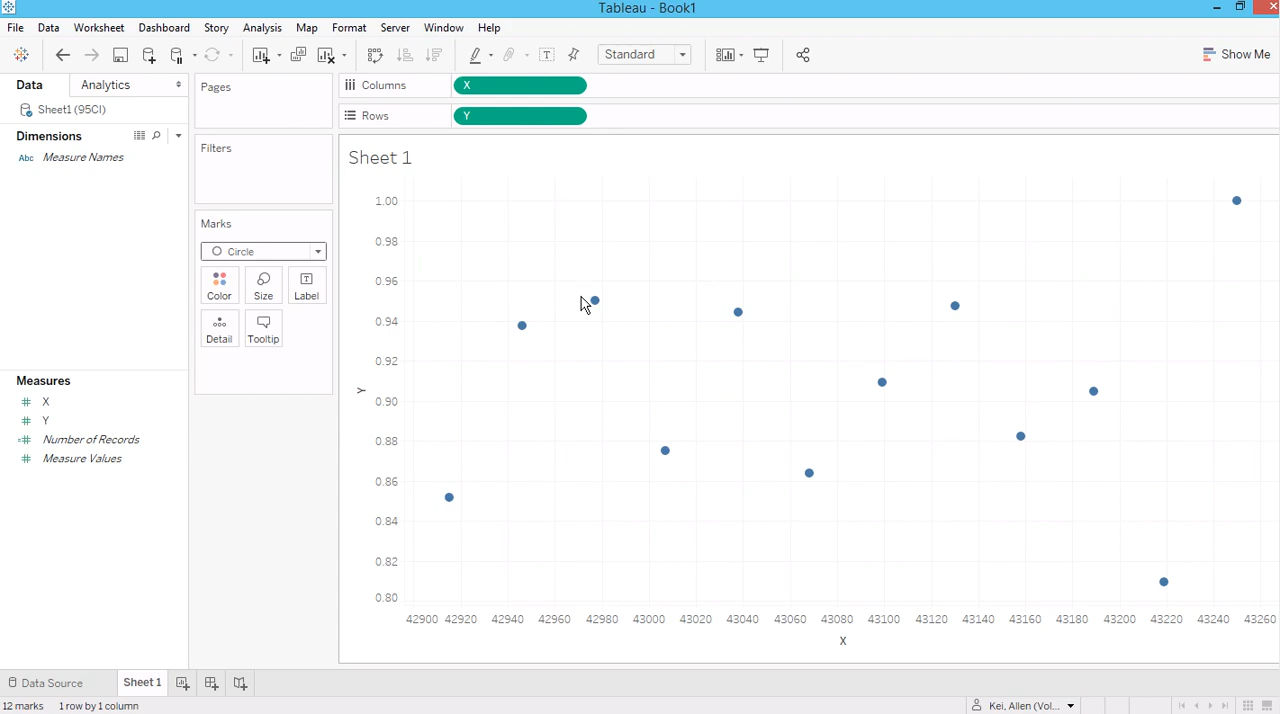 Tableau - Book1
File Data Worksheet Dashboard Story Analysis Map Format Server Window Help
Standard
Show Me
Data Analytics
Sheet1 (95CI)
Dimensions
Abc Measure Names
Measures
X
Y
Number of Records
Measure Values
Pages
Filters
Marks
Circle
Color Size Label
Detail Tooltip
Columns X
Rows Y
Sheet 1
1.00
0.98
0.96
0.94
0.92
0.90
0.88
0.86
0.84
0.82
0.80
Y
42900 42920 42940 42960 42980 43000 43020 43040 43060 43080 43100 43120 43140 43160 43180 43200 43220 43240 43260
X
Data Source Sheet 1
12 marks 1 row by 1 column Kei, Allen (Vol...